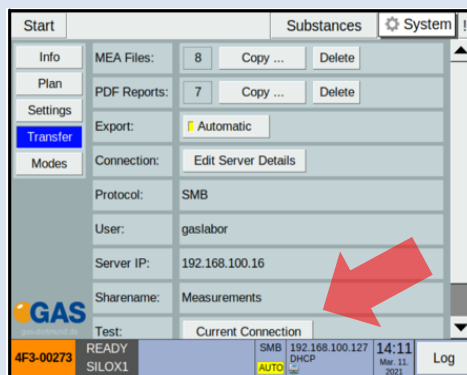 Start Substances System !
Info MEA Files: 8 Copy ... Delete
Plan PDF Reports: 7 Copy ... Delete
Settings
Transfer Export: Automatic
Modes Connection: Edit Server Details
Protocol: SMB
User: gaslabor
Server IP: 192.168.100.16
Sharename: Measurements
GAS
gas-dortmund.de Test: Current Connection
4F3-00273 READY SMB 192.168.100.127 14:11 Log
SILOX1 AUTO DHCP Mar. 11.
2021